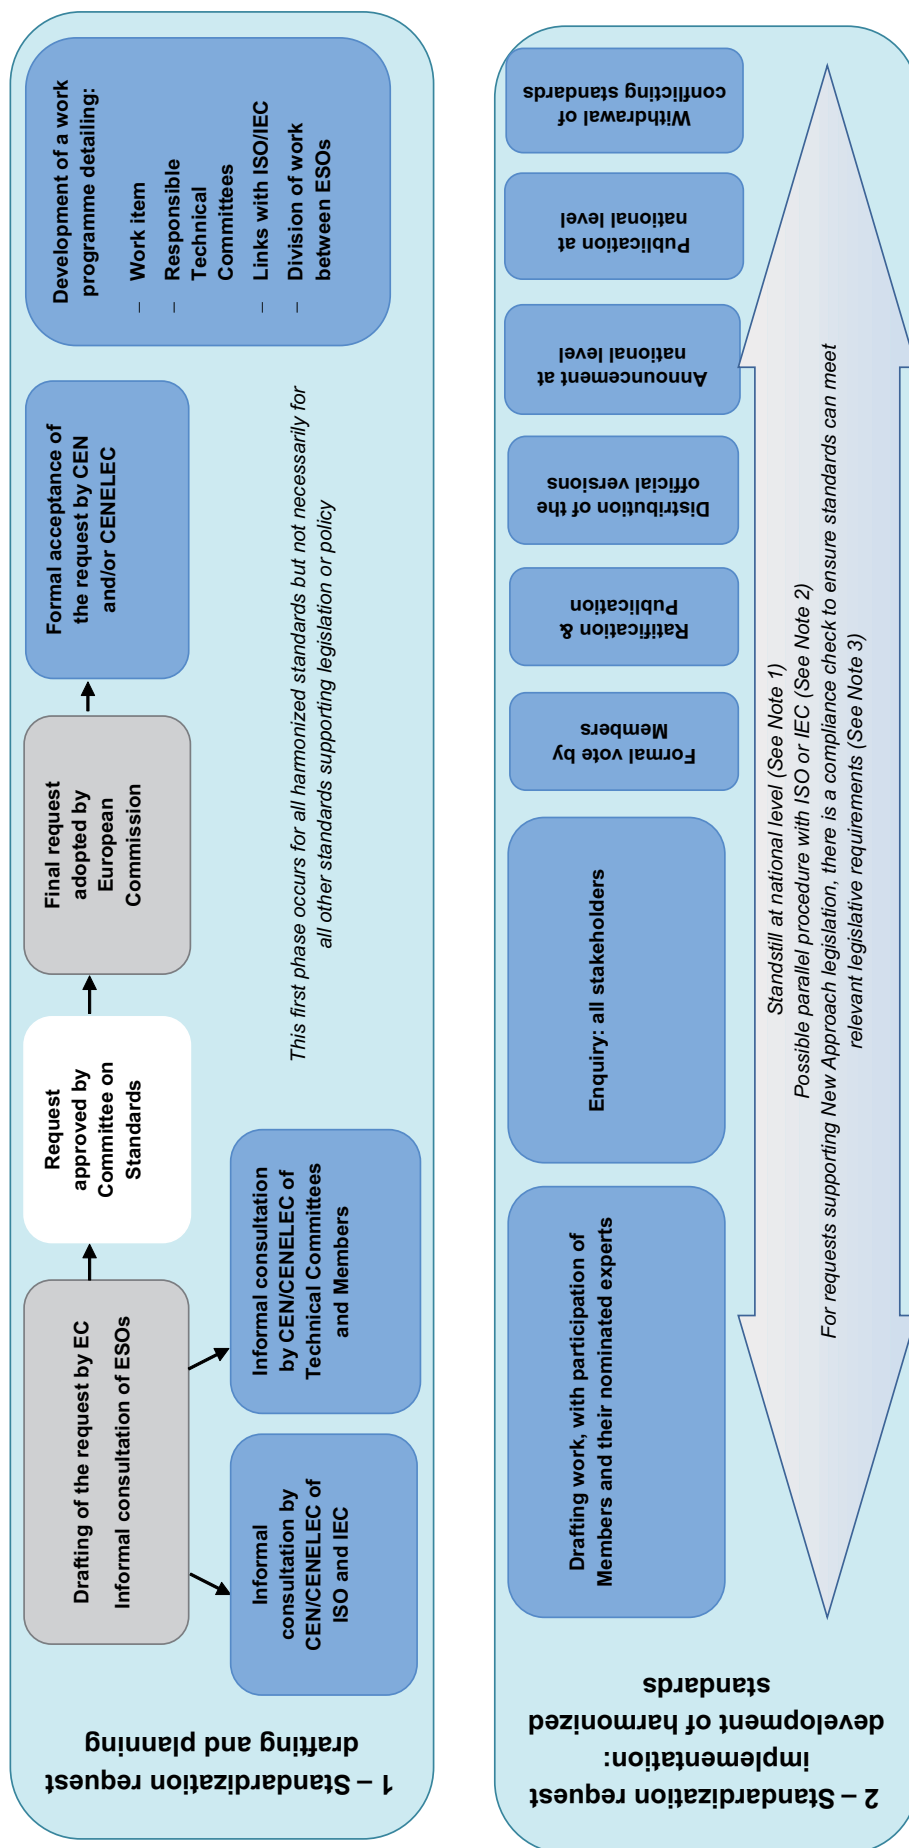 1 – Standardization request
drafting and planning
Drafting of the request by EC
Informal consultation of ESOs
Request
approved by
Committee on
Standards
Final request
adopted by
European
Commission
Formal acceptance of
the request by CEN
and/or CENELEC
Development of a work
programme detailing:
– Work item
– Responsible
Technical
Committees
– Links with ISO/IEC
– Division of work
between ESOs
Informal
consultation by
CEN/CENELEC of
ISO and IEC
Informal consultation
by CEN/CENELEC of
Technical Committees
and Members
This first phase occurs for all harmonized standards but not necessarily for
all other standards supporting legislation or policy
2 – Standardization request
implementation:
development of harmonized
standards
Drafting work, with participation of
Members and their nominated experts
Enquiry: all stakeholders
Formal vote by
Members
Ratification &
Publication
Distribution of the
official versions
Announcement at
national level
Publication at
national level
Withdrawal of
conflicting standards
Standstill at national level (See Note 1)
Possible parallel procedure with ISO or IEC (See Note 2)
For requests supporting New Approach legislation, there is a compliance check to ensure standards can meet
relevant legislative requirements (See Note 3)